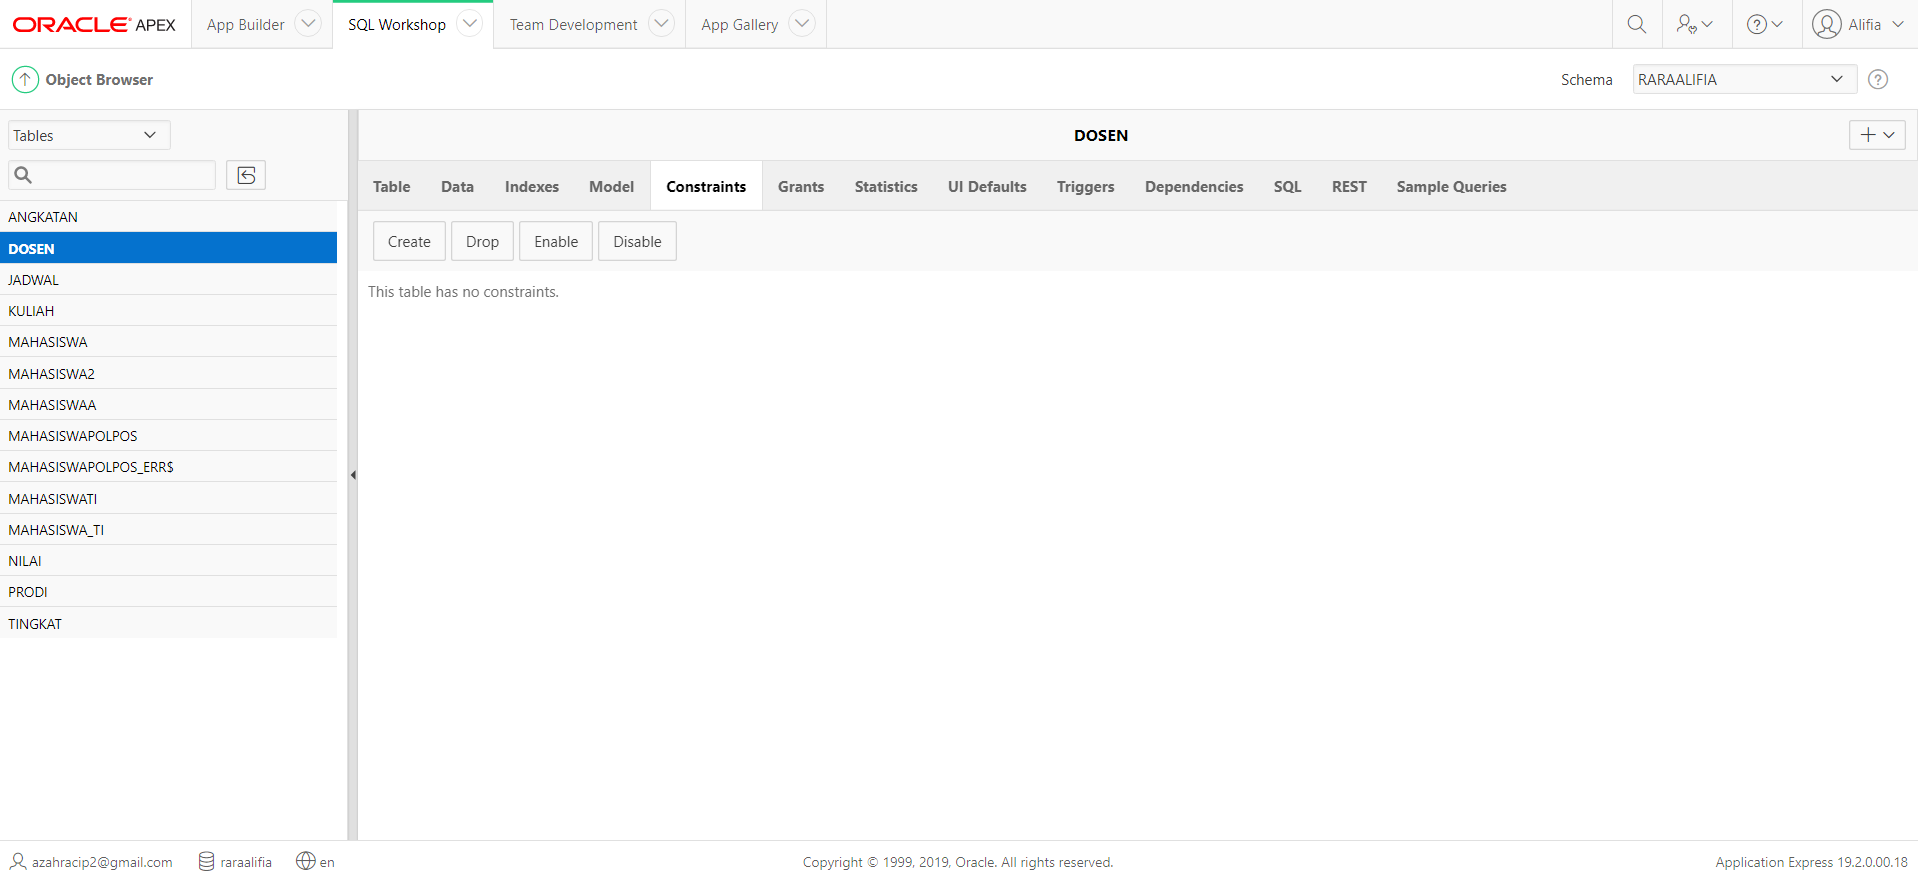 ORACLE APEX App Builder SQL Workshop Team Development App Gallery Alifia
Object Browser Schema RARAALIFIA
Tables
DOSEN
Table Data Indexes Model Constraints Grants Statistics UI Defaults Triggers Dependencies SQL REST Sample Queries
Create Drop Enable Disable
This table has no constraints.
ANGKATAN
DOSEN
JADWAL
KULIAH
MAHASISWA
MAHASISWA2
MAHASISWAA
MAHASISWAPOLPOS
MAHASISWAPOLPOS_ERR$
MAHASISWATI
MAHASISWA_TI
NILAI
PRODI
TINGKAT
azahracip2@gmail.com raraalifia en Copyright © 1999, 2019, Oracle. All rights reserved. Application Express 19.2.0.00.18